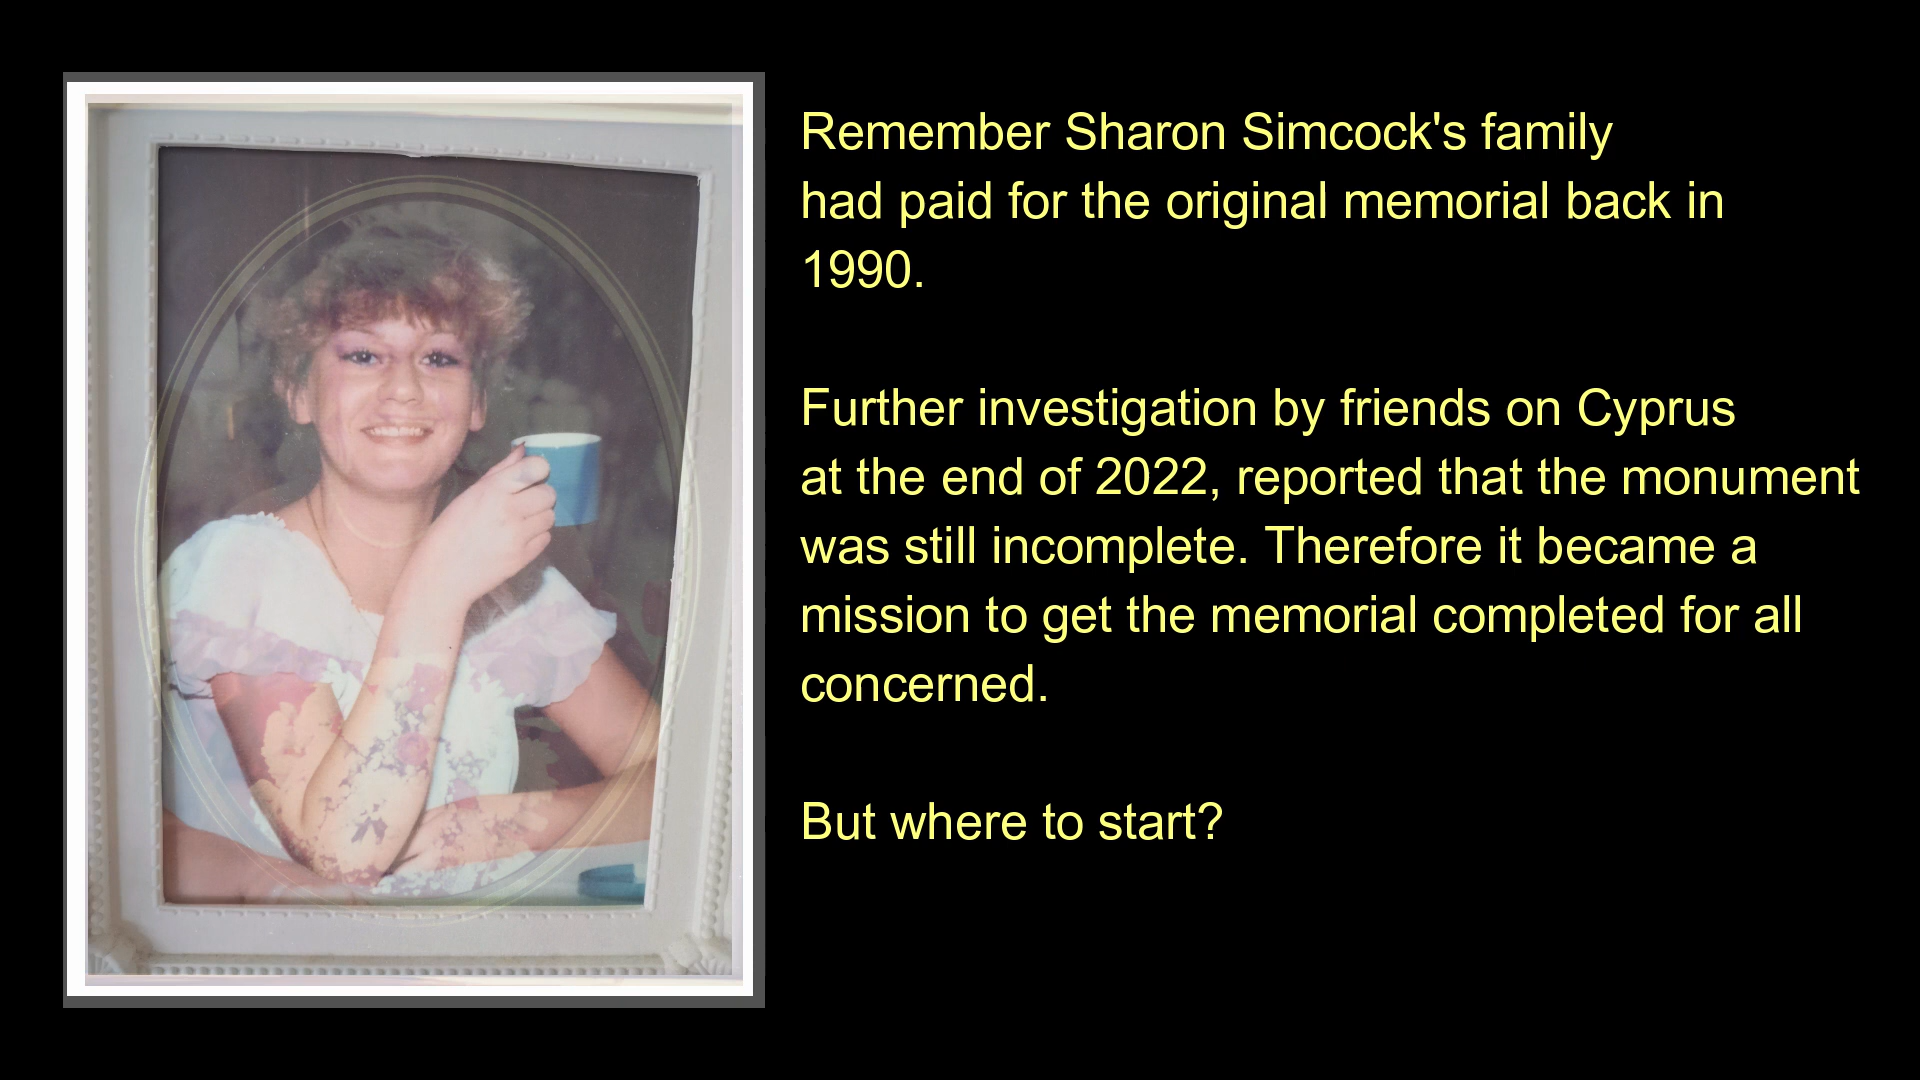 Remember Sharon Simcock's family
had paid for the original memorial back in
1990.
Further investigation by friends on Cyprus
at the end of 2022, reported that the monument
was still incomplete. Therefore it became a
mission to get the memorial completed for all
concerned.
But where to start?